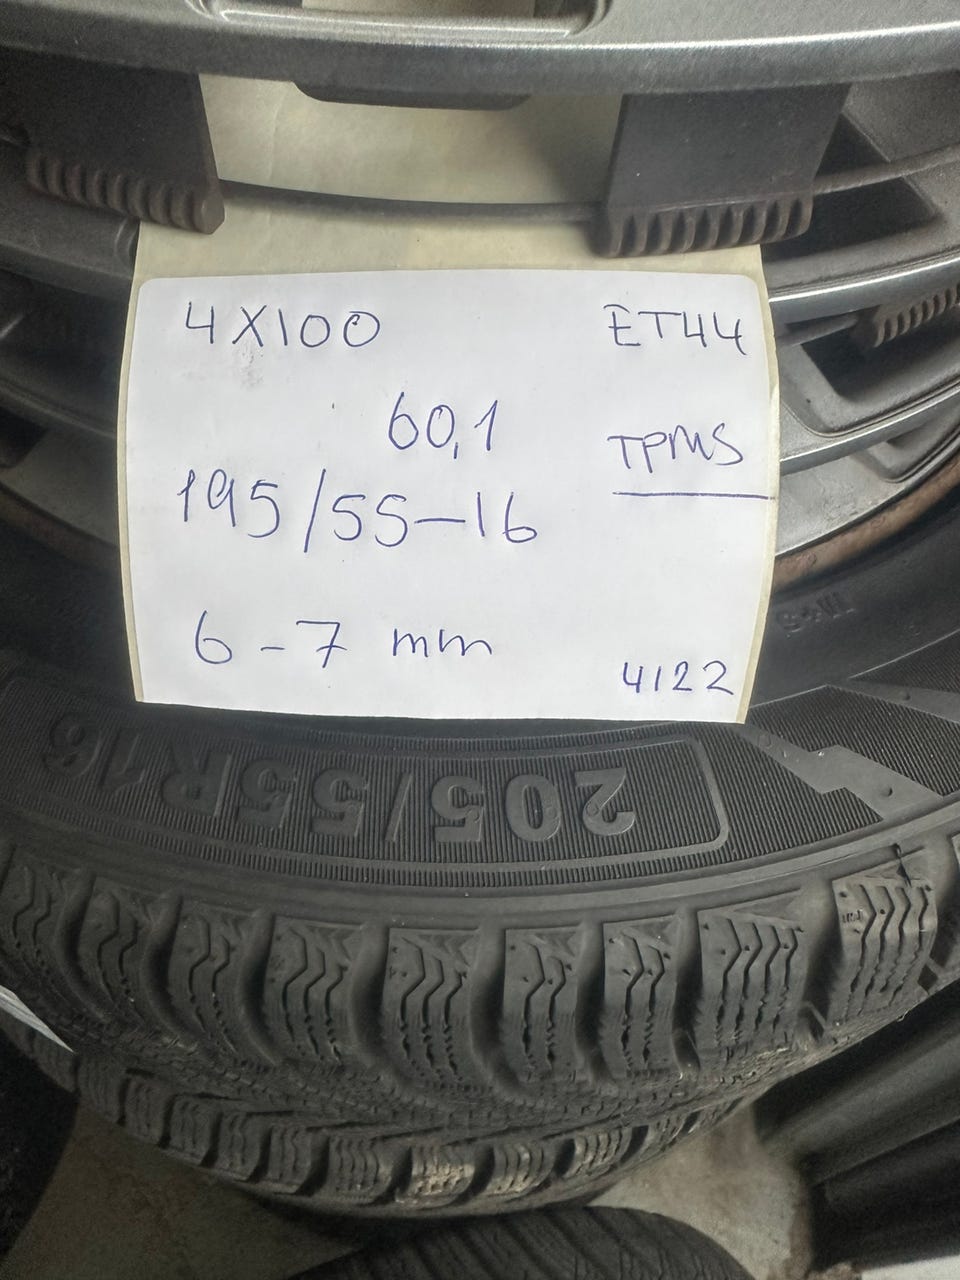 4X100 ET44
60,1 TPMS
195/55-16
6-7 mm
4122
M+S
205/55R16